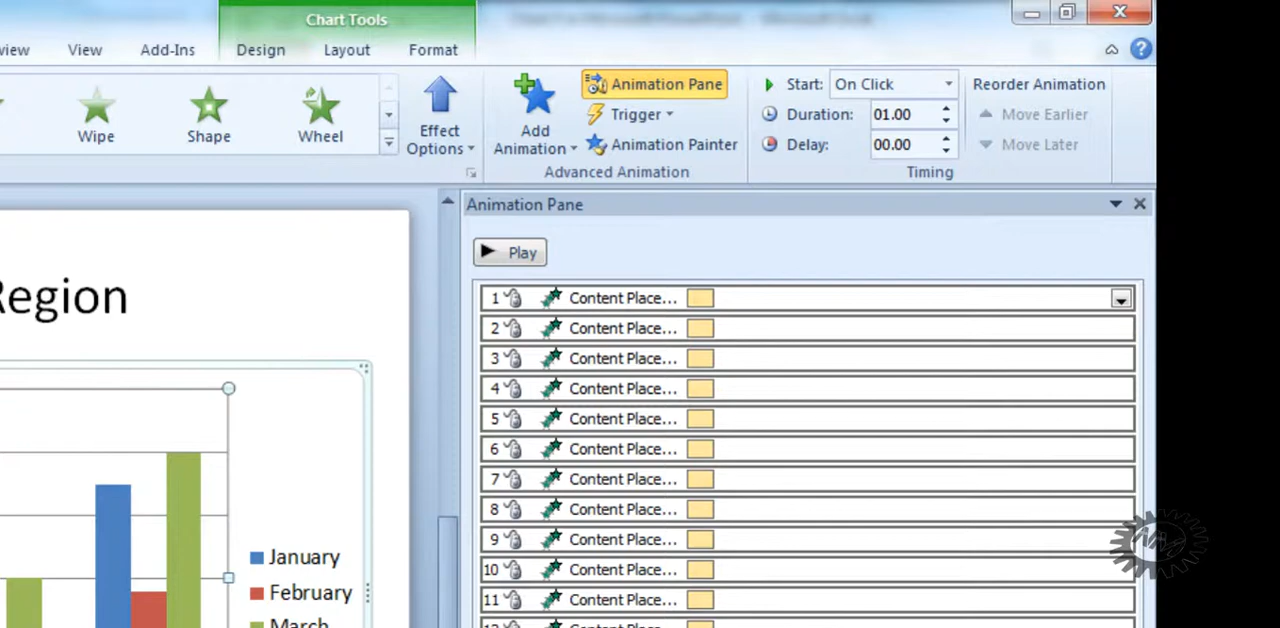 Chart Tools
view View Add-Ins Design Layout Format
Wipe Shape Wheel
Effect Options
Add Animation
Animation Pane
Trigger
Animation Painter
Advanced Animation
Start: On Click
Duration: 01.00
Delay: 00.00
Timing
Reorder Animation
Move Earlier
Move Later
Animation Pane
Play
1 Content Place...
2 Content Place...
3 Content Place...
4 Content Place...
5 Content Place...
6 Content Place...
7 Content Place...
8 Content Place...
9 Content Place...
10 Content Place...
11 Content Place...
Region
January
February
March